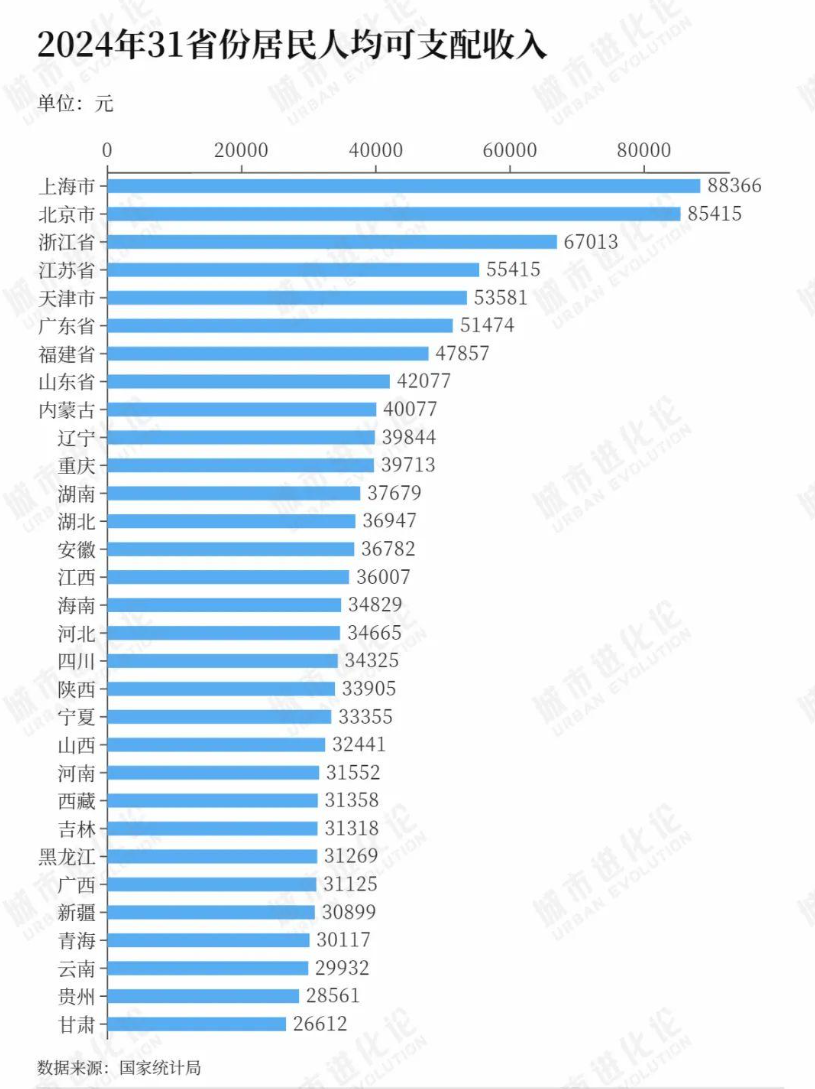 2024年31省份居民人均可支配收入
单位：元
0 20000 40000 60000 80000
上海市 88366
北京市 85415
浙江省 67013
江苏省 55415
天津市 53581
广东省 51474
福建省 47857
山东省 42077
内蒙古 40077
辽宁 39844
重庆 39713
湖南 37679
湖北 36947
安徽 36782
江西 36007
海南 34829
河北 34665
四川 34325
陕西 33905
宁夏 33355
山西 32441
河南 31552
西藏 31358
吉林 31318
黑龙江 31269
广西 31125
新疆 30899
青海 30117
云南 29932
贵州 28561
甘肃 26612
数据来源：国家统计局
城市进化论
URBAN EVOLUTION